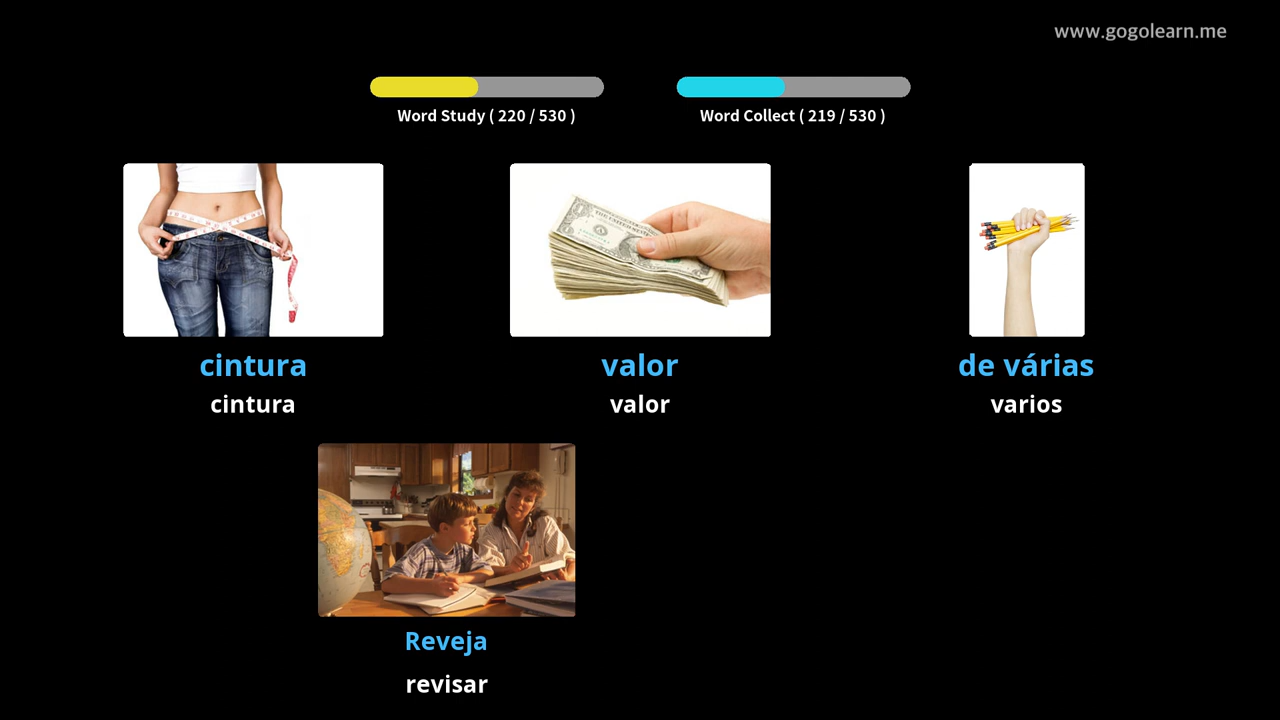 www.gogolearn.me
Word Study ( 220 / 530 )
Word Collect ( 219 / 530 )
cintura
cintura
valor
valor
de várias
varios
Reveja
revisar